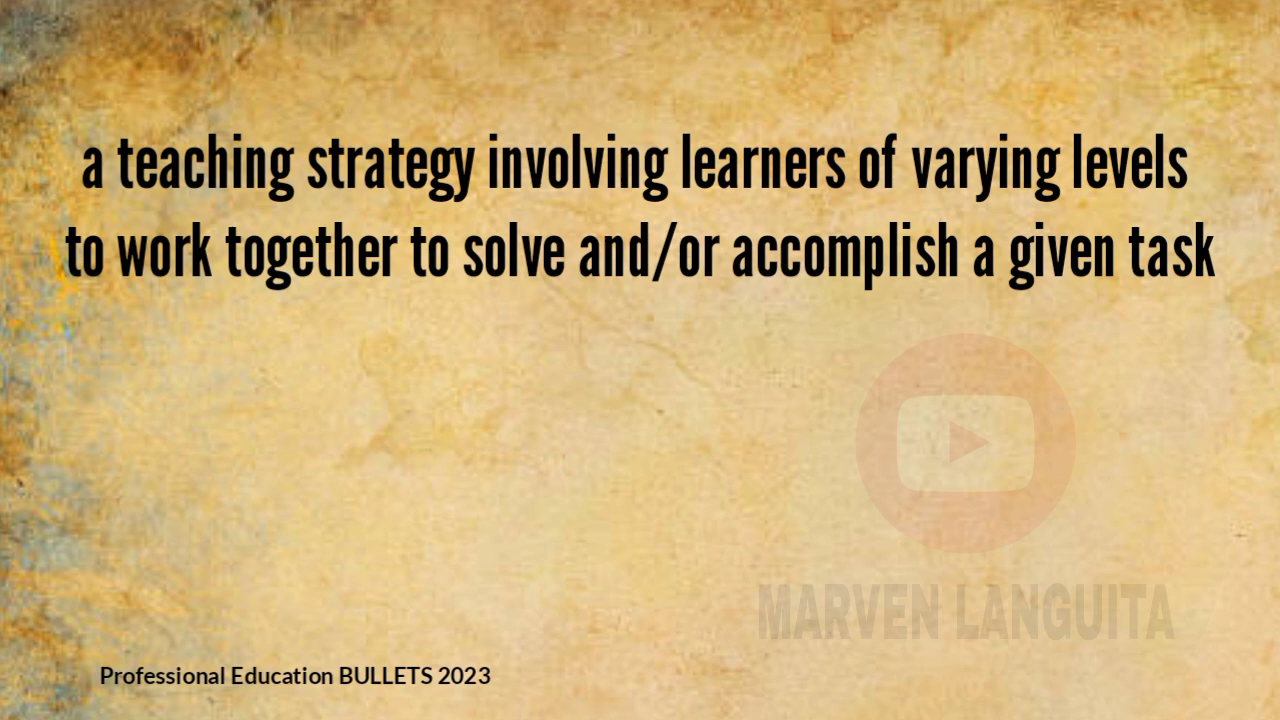 a teaching strategy involving learners of varying levels
to work together to solve and/or accomplish a given task
MARVEN LANGUITA
Professional Education BULLETS 2023